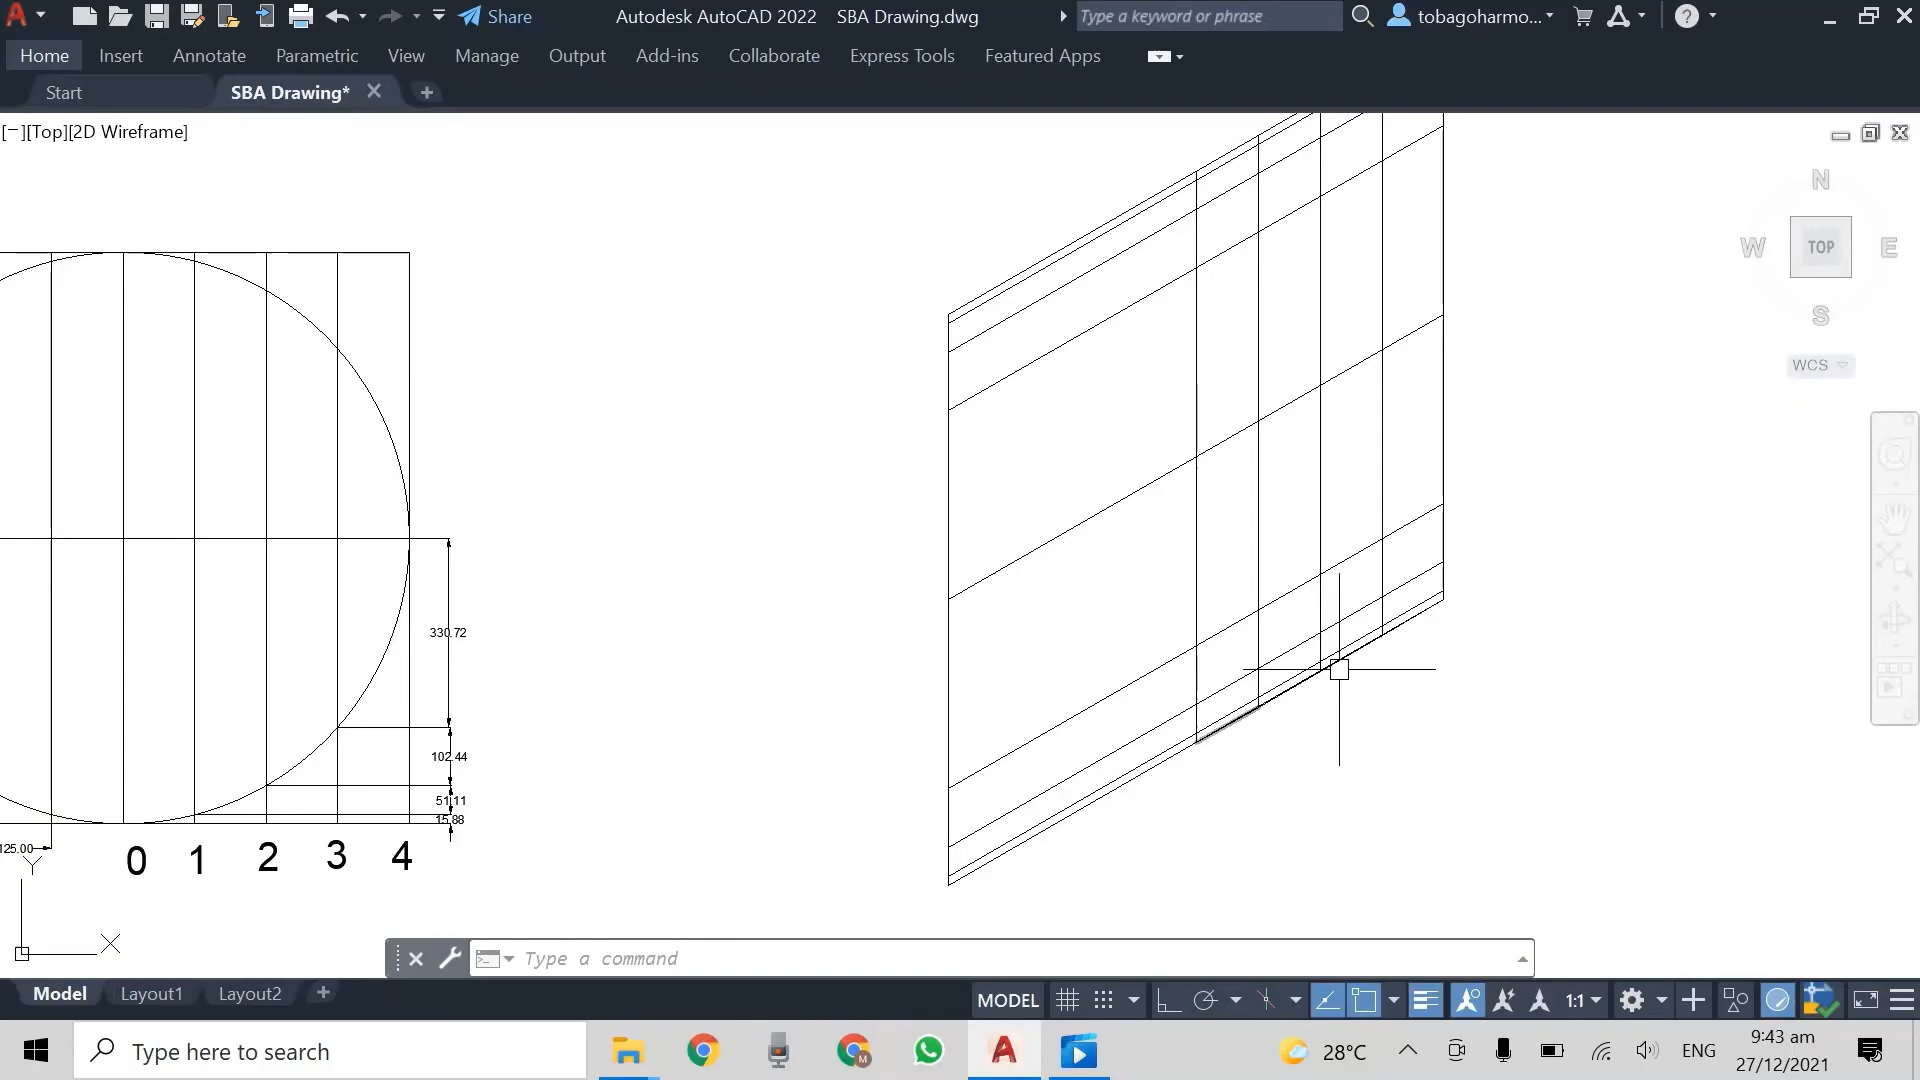 Share
Autodesk AutoCAD 2022 SBA Drawing.dwg
Type a keyword or phrase
tobagoharmo...
Home Insert Annotate Parametric View Manage Output Add-ins Collaborate Express Tools Featured Apps
Start
SBA Drawing*
[−][Top][2D Wireframe]
N
W TOP E
S
WCS
330.72
102.44
51.11
15.88
125.00
0 1 2 3 4
Y
X
Type a command
Model Layout1 Layout2
MODEL
1:1
Type here to search
M
28°C
ENG
9:43 am
27/12/2021